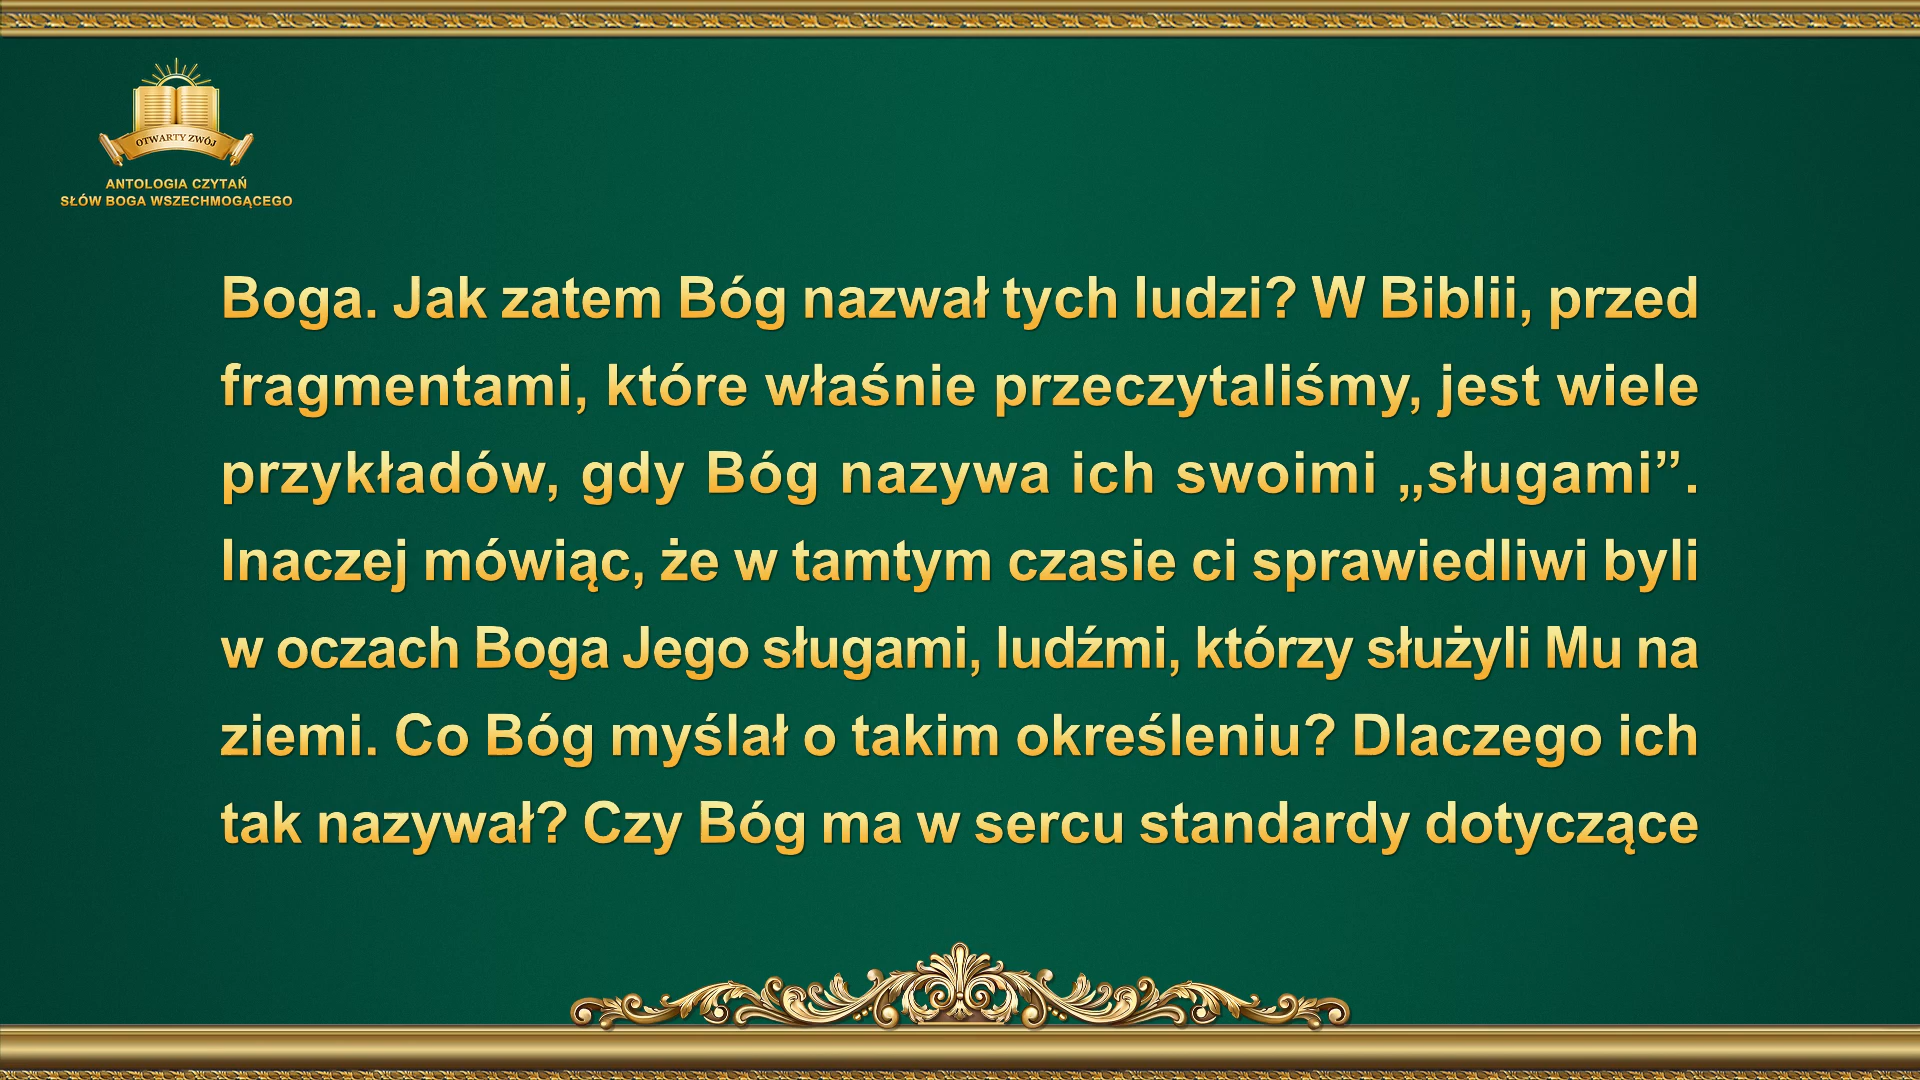 OTWARTY ZWÓJ
ANTOLOGIA CZYTAŃ
SŁÓW BOGA WSZECHMOGĄCEGO
Boga. Jak zatem Bóg nazwał tych ludzi? W Biblii, przed
fragmentami, które właśnie przeczytaliśmy, jest wiele
przykładów, gdy Bóg nazywa ich swoimi „sługami”.
Inaczej mówiąc, że w tamtym czasie ci sprawiedliwi byli
w oczach Boga Jego sługami, ludźmi, którzy służyli Mu na
ziemi. Co Bóg myślał o takim określeniu? Dlaczego ich
tak nazywał? Czy Bóg ma w sercu standardy dotyczące